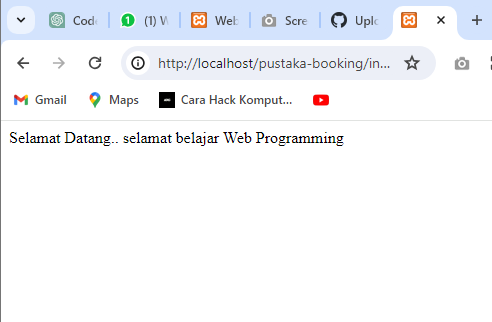 Code
(1) W
Web
Scre
Uplo
http://localhost/pustaka-booking/in...
Gmail
Maps
Cara Hack Komput...
Selamat Datang.. selamat belajar Web Programming